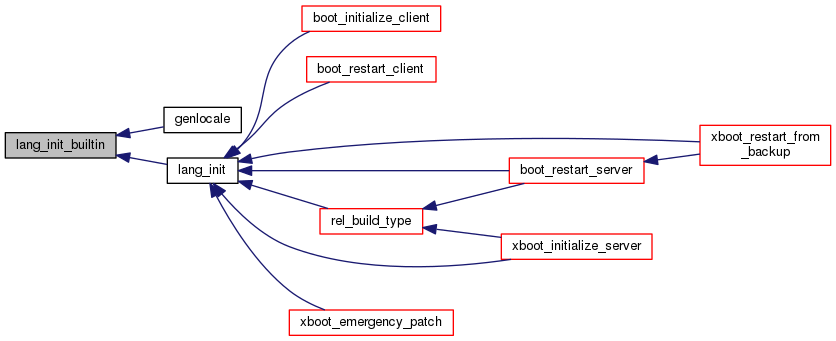 boot_initialize_client
boot_restart_client
genlocale
lang_init_builtin
lang_init
xboot_restart_from
_backup
boot_restart_server
rel_build_type
xboot_initialize_server
xboot_emergency_patch